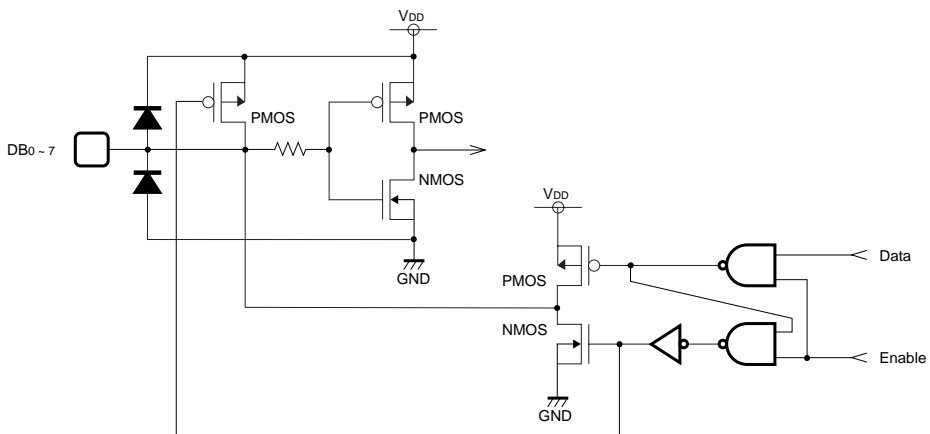 VDD
PMOS
PMOS
DB0 ~ 7
NMOS
VDD
GND
Data
PMOS
NMOS
Enable
GND